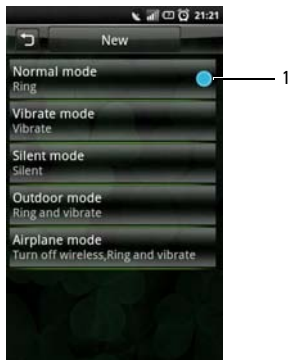 21:21
New
Normal mode
Ring
1
Vibrate mode
Vibrate
Silent mode
Silent
Outdoor mode
Ring and vibrate
Airplane mode
Turn off wireless,Ring and vibrate